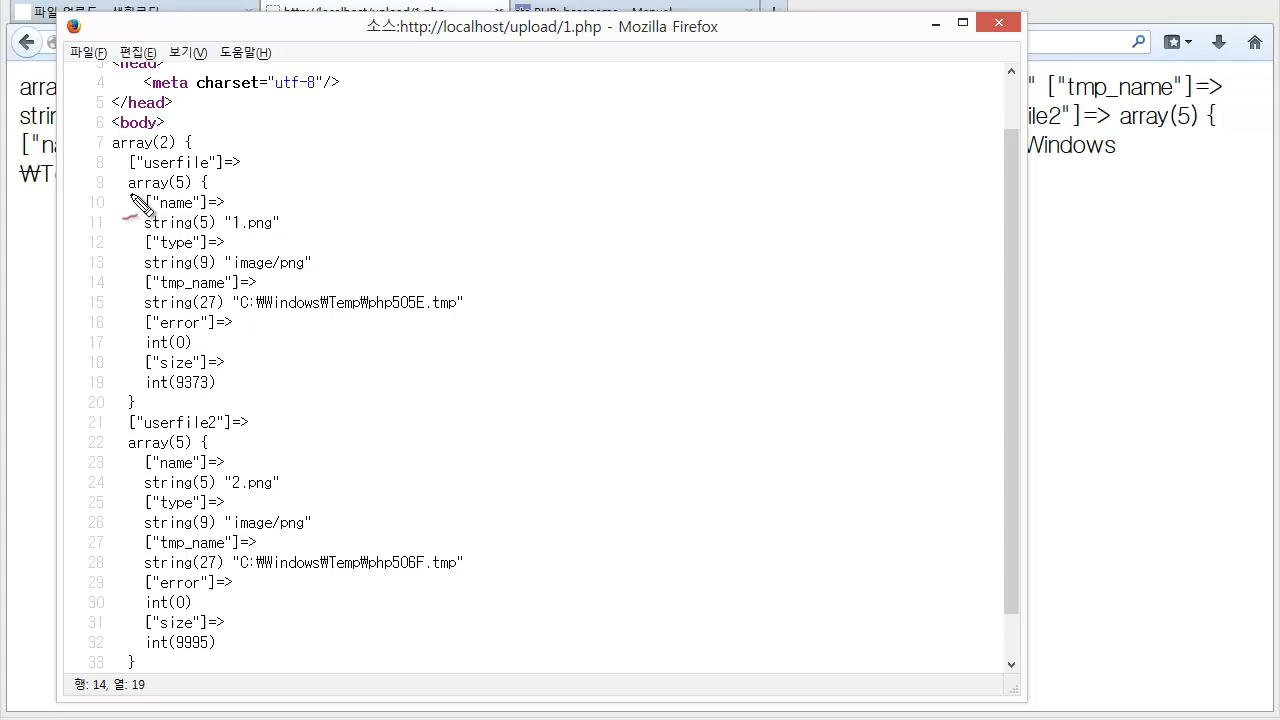 소스:http://localhost/upload/1.php - Mozilla Firefox
파일(F) 편집(E) 보기(V) 도움말(H)
3 <head>
4 <meta charset="utf-8"/>
5 </head>
6 <body>
7 array(2) {
8 ["userfile"]=>
9 array(5) {
10 ["name"]=>
11 string(5) "1.png"
12 ["type"]=>
13 string(9) "image/png"
14 ["tmp_name"]=>
15 string(27) "C:₩Windows₩Temp₩php505E.tmp"
16 ["error"]=>
17 int(0)
18 ["size"]=>
19 int(9373)
20 }
21 ["userfile2"]=>
22 array(5) {
23 ["name"]=>
24 string(5) "2.png"
25 ["type"]=>
26 string(9) "image/png"
27 ["tmp_name"]=>
28 string(27) "C:₩Windows₩Temp₩php506F.tmp"
29 ["error"]=>
30 int(0)
31 ["size"]=>
32 int(9995)
33 }
행: 14, 열: 19
" ["tmp_name"]=>
ile2"]=> array(5) {
Windows